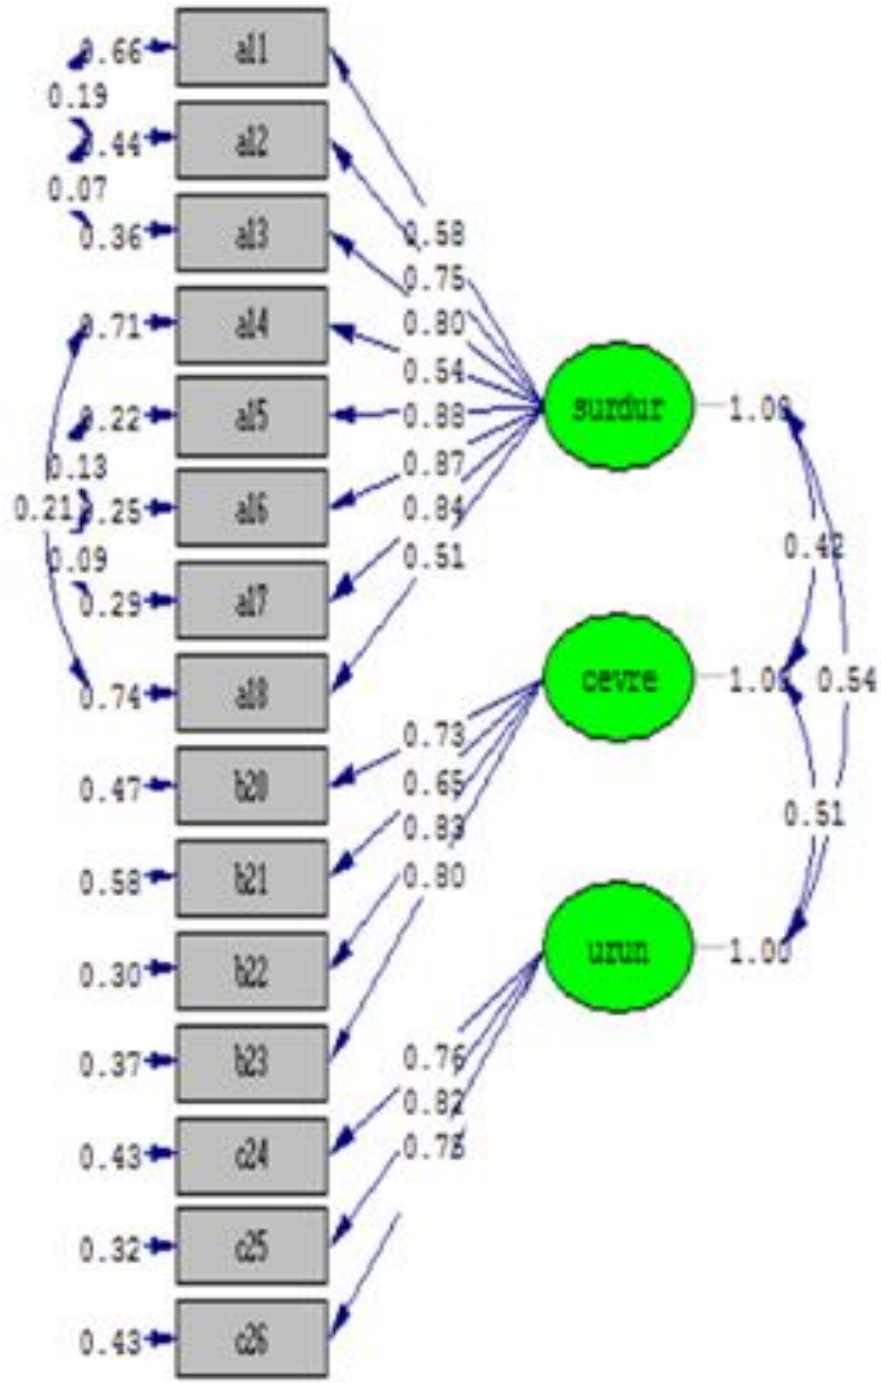 0.66 a11
0.19
0.44 a12
0.07
0.36 a13
0.58
0.75
0.80
0.71 a14
0.54
0.22 a15
0.88
surdur 1.00
0.13
0.87
0.21
0.25 a16
0.84
0.42
0.09
0.51
0.29 a17
0.74 a18
cevre 1.00 0.54
0.73
0.47 b20
0.65
0.51
0.83
0.58 b21
0.80
0.30 b22
urun 1.00
0.37 b23
0.76
0.82
0.43 c24
0.75
0.32 c25
0.43 c26